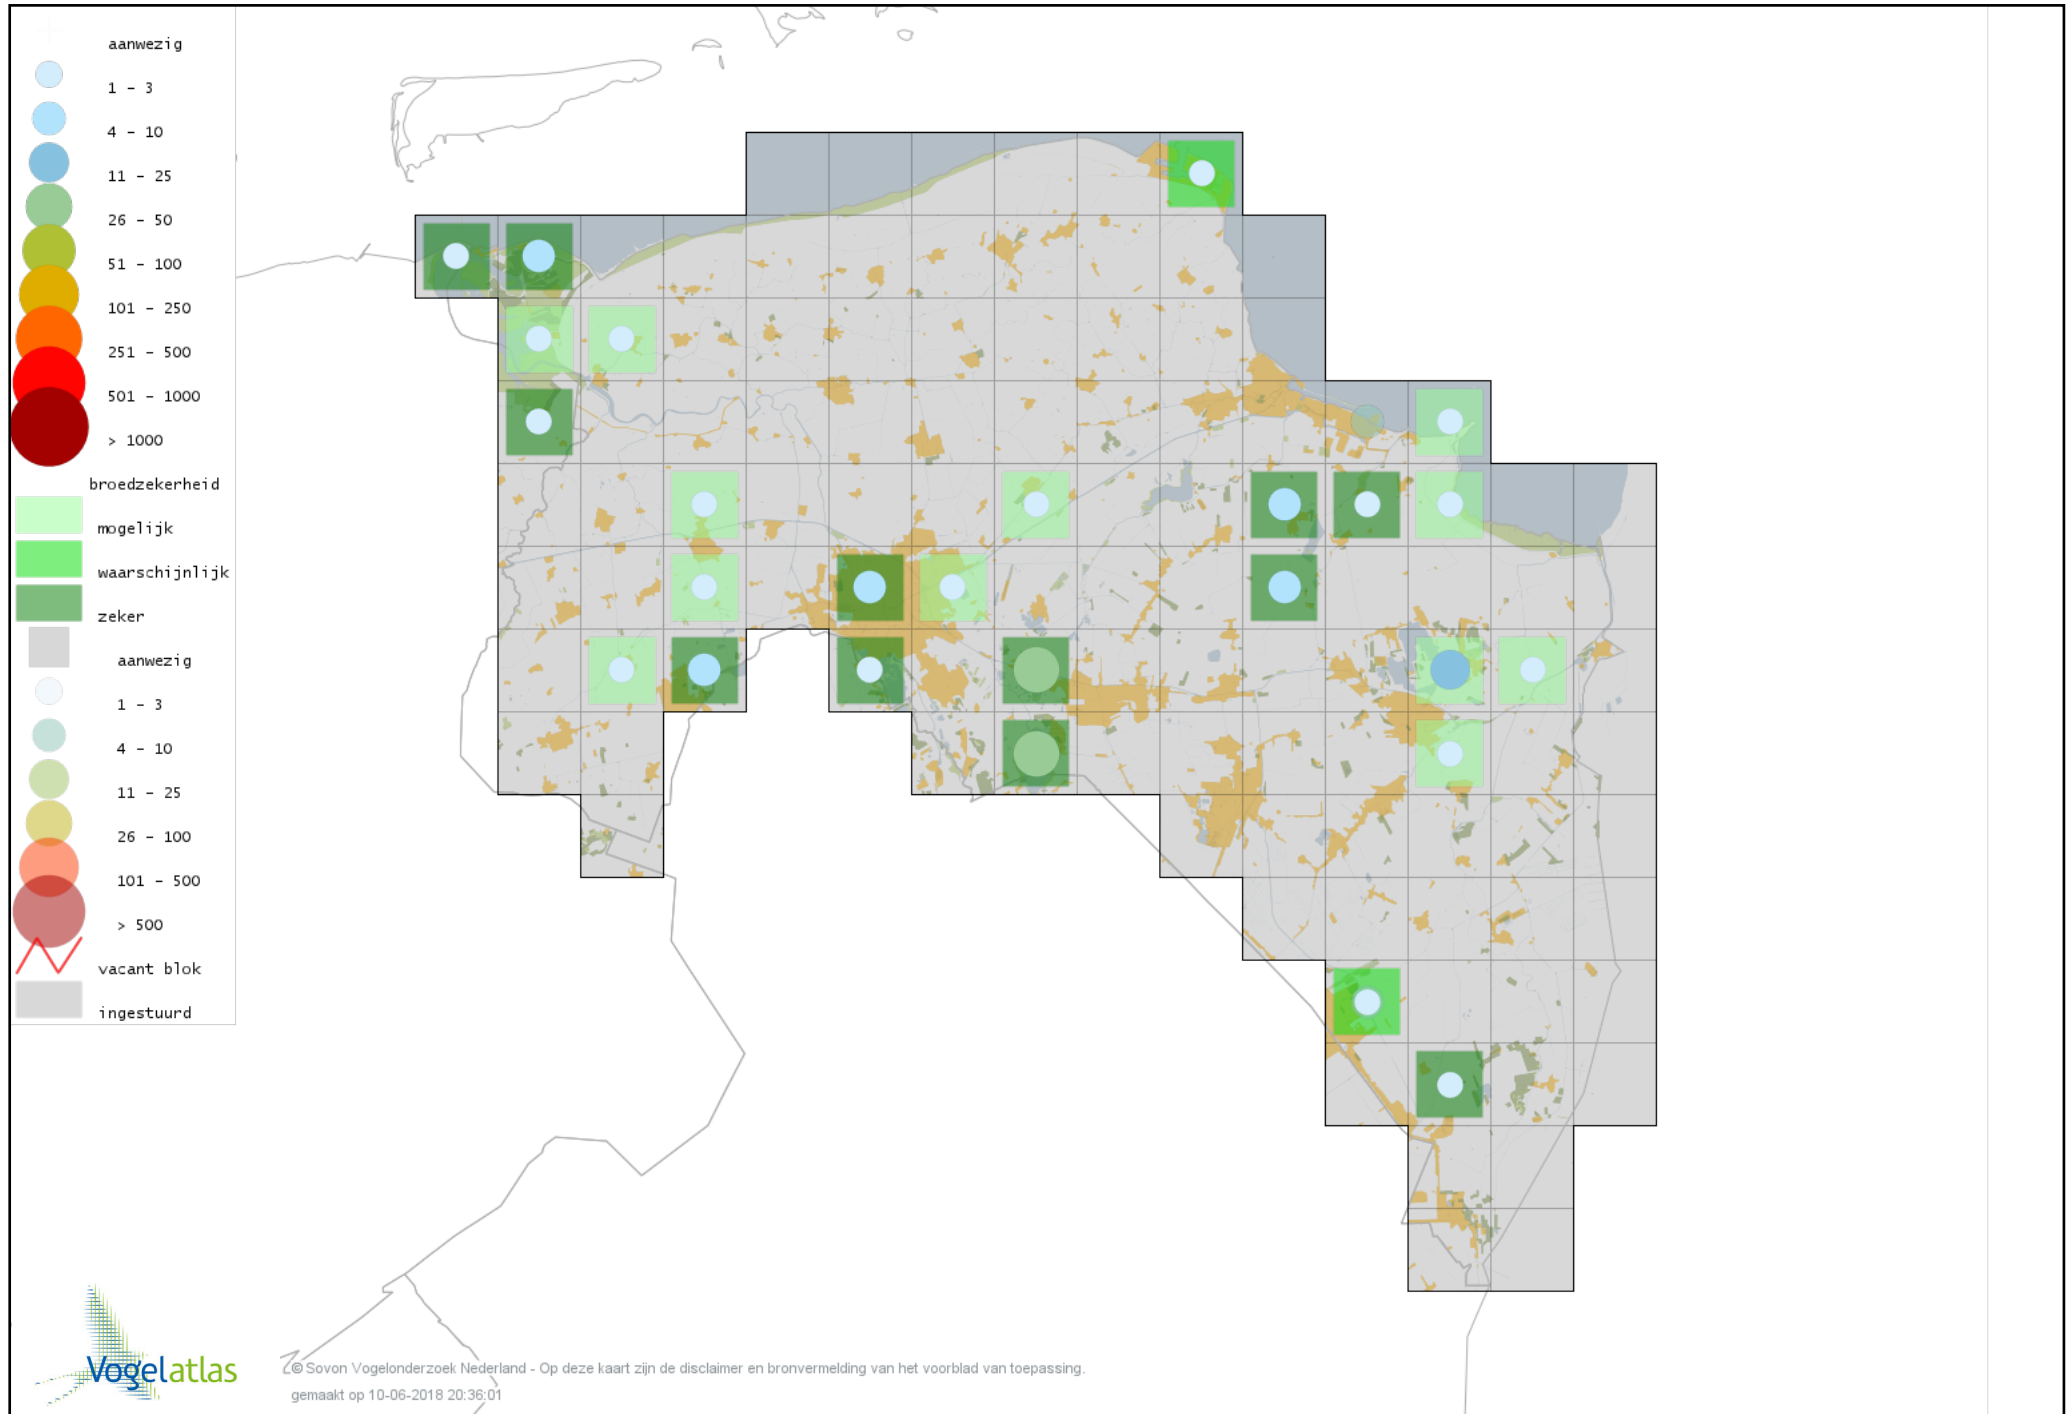 aanwezig
1 - 3
4 - 10
11 - 25
26 - 50
51 - 100
101 - 250
251 - 500
501 - 1000
> 1000
broedzekerheid
mogelijk
waarschijnlijk
zeker
aanwezig
1 - 3
4 - 10
11 - 25
26 - 100
101 - 500
> 500
vacant blok
ingestuurd
Vogelatlas
© Sovon Vogelonderzoek Nederland - Op deze kaart zijn de disclaimer en bronvermelding van het voorblad van toepassing.
gemaakt op 10-06-2018 20:36:01